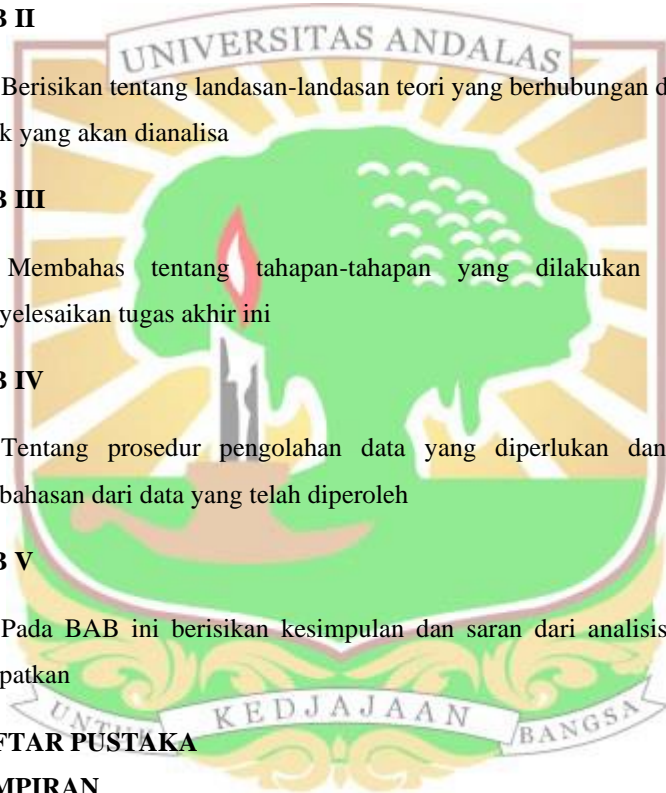 B II
UNIVERSITAS ANDALAS
Berisikan tentang landasan-landasan teori yang berhubungan d
k yang akan dianalisa
B III
Membahas tentang tahapan-tahapan yang dilakukan
yelesaikan tugas akhir ini
B IV
Tentang prosedur pengolahan data yang diperlukan dan
bahasan dari data yang telah diperoleh
B V
Pada BAB ini berisikan kesimpulan dan saran dari analisis
patkan
UNTUK KEDJAJAAN BANGSA
FTAR PUSTAKA
MPIRAN